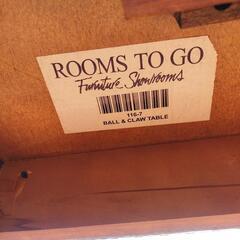 ROOMS TO GO
Furniture Showrooms
116-7
BALL & CLAW TABLE